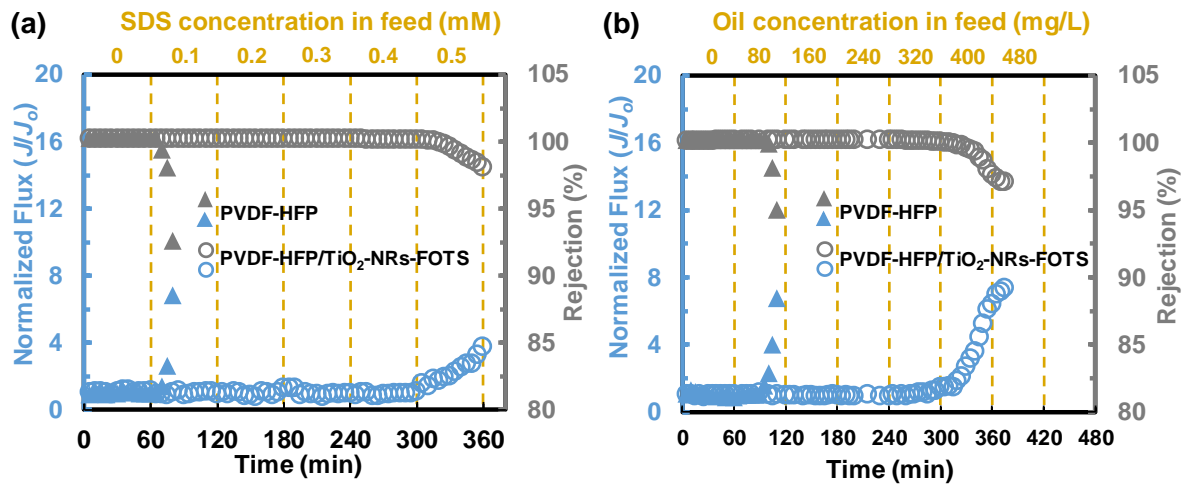 (a)
SDS concentration in feed (mM)
0 0.1 0.2 0.3 0.4 0.5
Normalized Flux (J/Jo)
20
16
12
8
4
0
105
100
95
90
85
80
Rejection (%)
PVDF-HFP
PVDF-HFP/TiO2-NRs-FOTS
0 60 120 180 240 300 360
Time (min)
(b)
Oil concentration in feed (mg/L)
0 80 160 200 240 280 320 400 480
Normalized Flux (J/Jo)
20
16
12
8
4
0
105
100
95
90
85
80
Rejection (%)
PVDF-HFP
PVDF-HFP/TiO2-NRs-FOTS
0 60 120 180 240 300 360 420 480
Time (min)